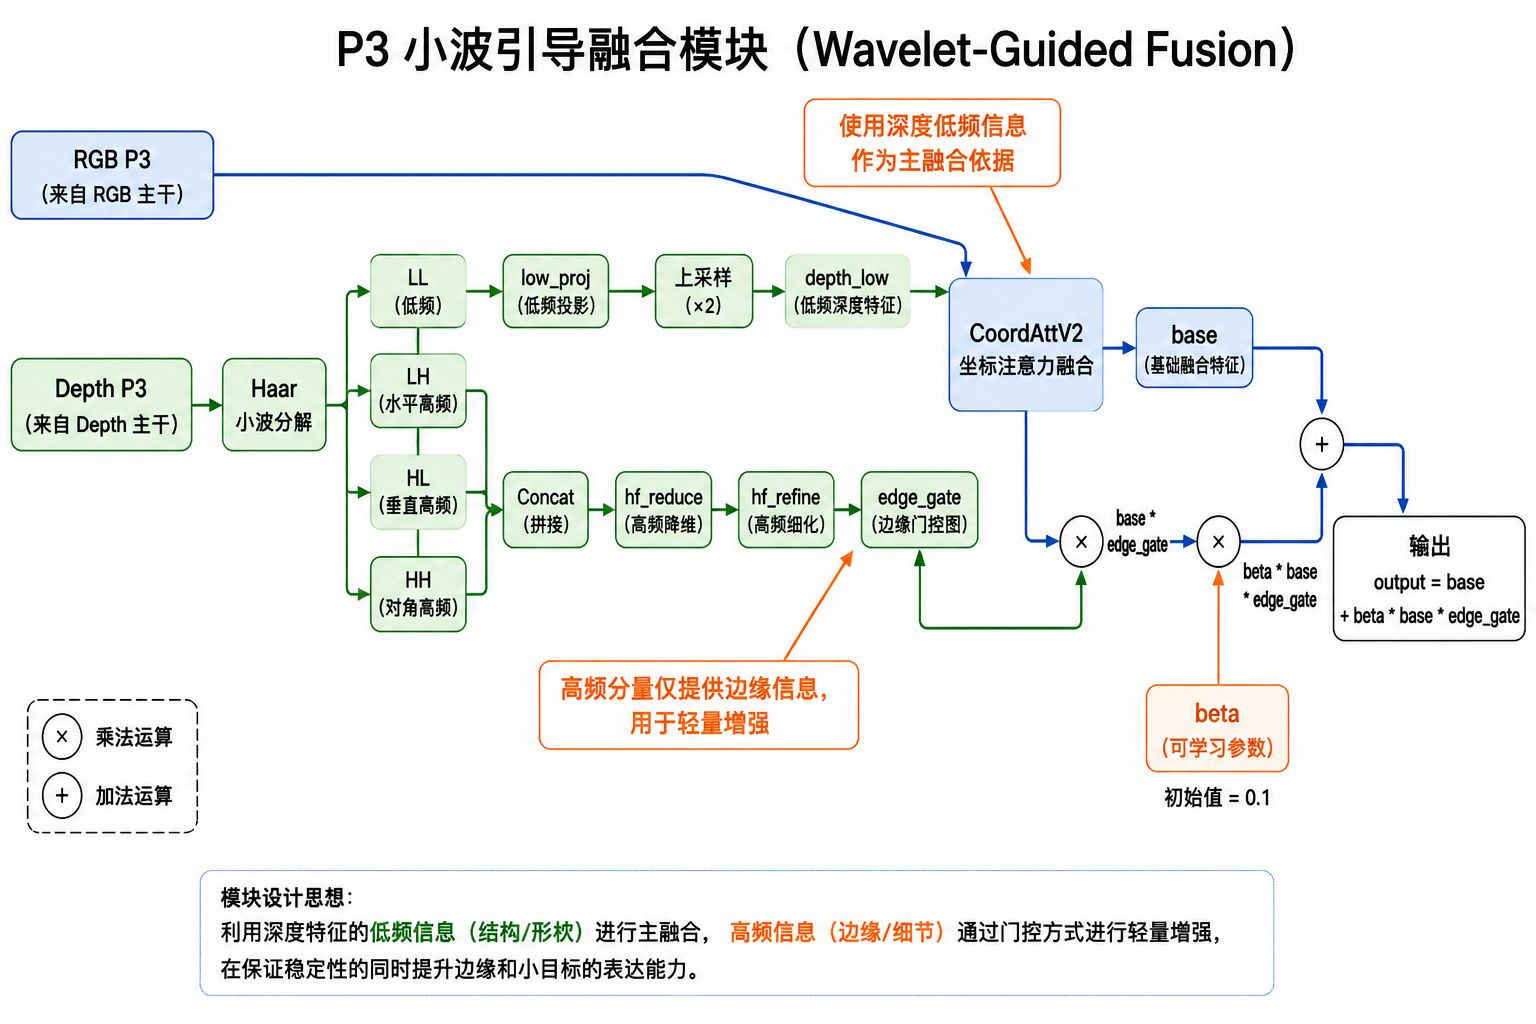 P3 小波引导融合模块（Wavelet-Guided Fusion）
使用深度低频信息
作为主融合依据
RGB P3
（来自 RGB 主干）
LL
（低频）
low_proj
（低频投影）
上采样
（×2）
depth_low
（低频深度特征）
CoordAttV2
坐标注意力融合
base
（基础融合特征）
Depth P3
（来自 Depth 主干）
Haar
小波分解
LH
（水平高频）
HL
（垂直高频）
HH
（对角高频）
Concat
（拼接）
hf_reduce
（高频降维）
hf_refine
（高频细化）
edge_gate
（边缘门控图）
×
base *
edge_gate
×
beta * base
* edge_gate
+
输出
output = base
+ beta * base * edge_gate
高频分量仅提供边缘信息，
用于轻量增强
beta
（可学习参数）
初始值 = 0.1
× 乘法运算
+ 加法运算
模块设计思想：
利用深度特征的低频信息（结构/形枕）进行主融合， 高频信息（边缘/细节）通过门控方式进行轻量增强，
在保证稳定性的同时提升边缘和小目标的表达能力。